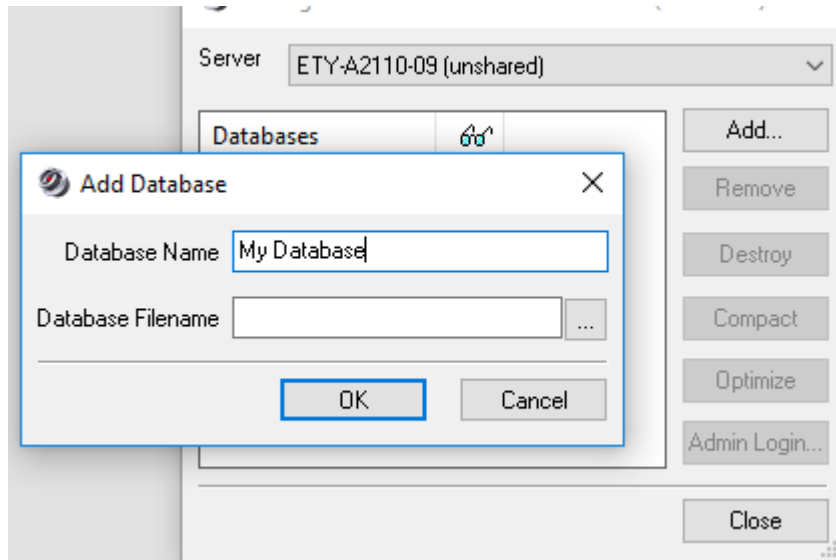 Server ETY-A2110-09 (unshared)
Databases
Add...
Remove
Destroy
Compact
Optimize
Admin Login...
Close
Add Database
Database Name My Database
Database Filename ...
OK Cancel